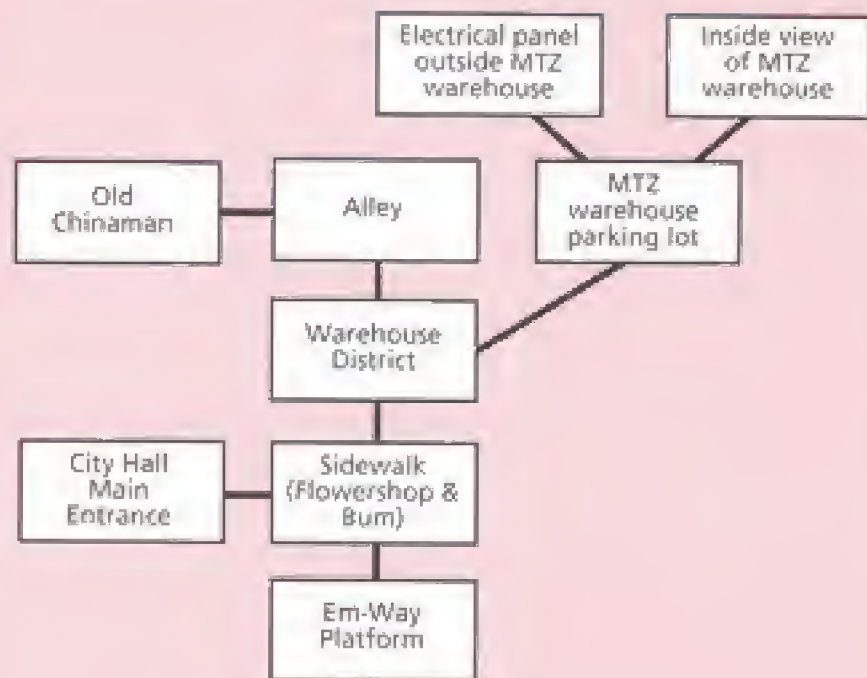 Electrical panel
outside MTZ
warehouse
Inside view
of MTZ
warehouse
Old
Chinaman
Alley
MTZ
warehouse
parking lot
Warehouse
District
City Hall
Main
Entrance
Sidewalk
(Flowershop &
Bum)
Em-Way
Platform